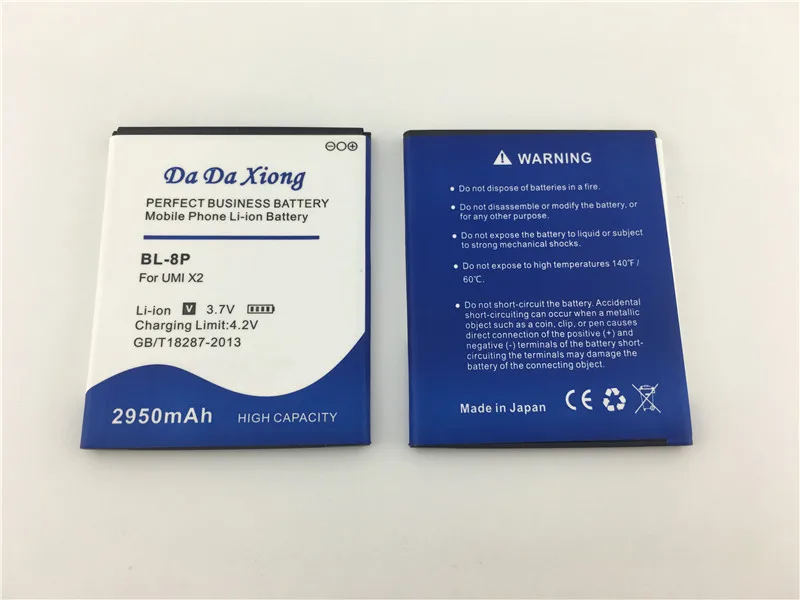 Da Da Xiong
PERFECT BUSINESS BATTERY
Mobile Phone Li-ion Battery
BL-8P
For UMI X2
Li-ion V 3.7V
Charging Limit:4.2V
GB/T18287-2013
2950mAh HIGH CAPACITY
WARNING
Do not dispose of batteries in a fire.
Do not disassemble or modify the battery, or
for any other purpose.
Do not expose the battery to liquid or subject
to strong mechanical shocks.
Do not expose to high temperatures 140°F /
60℃.
Do not short-circuit the battery. Accidental
short-circuiting can occur when a metallic
object such as a coin, clip, or pen causes
direct connection of the positive (+) and
negative (-) terminals of the battery short-
circuiting the terminals may damage the
battery of the connecting object.
Made in Japan CE